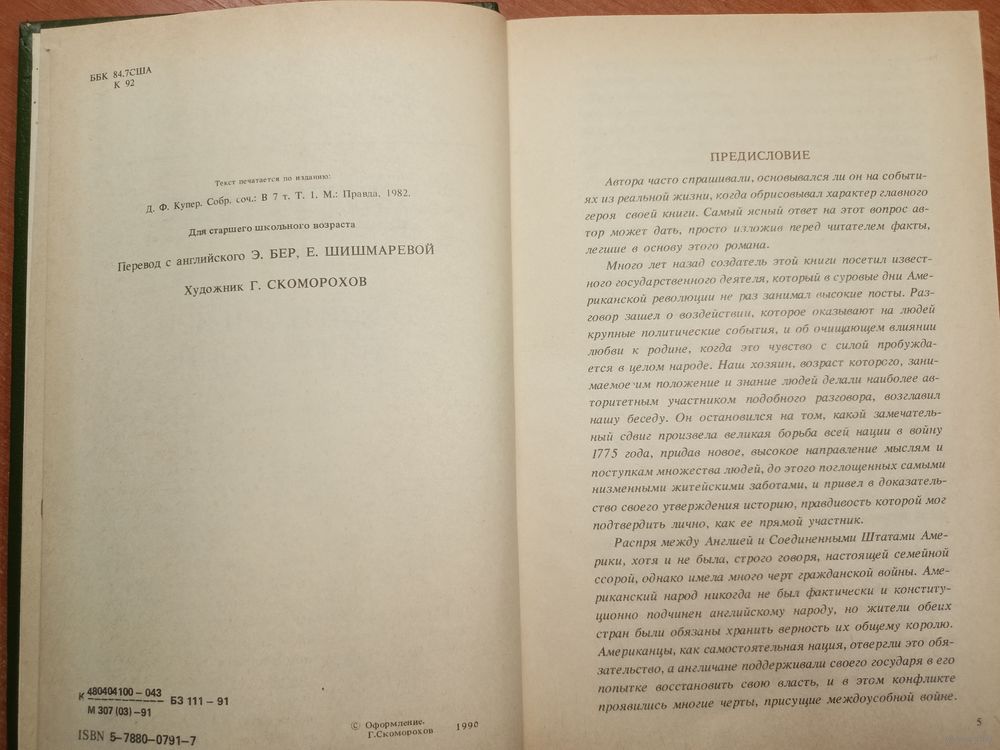 ББК 84.7США
К 92
Текст печатается по изданию:
Д. Ф. Купер. Собр. соч.: В 7 т. Т. 1. М.: Правда, 1982.
Для старшего школьного возраста
Перевод с английского Э. БЕР, Е. ШИШМАРЕВОЙ
Художник Г. СКОМОРОХОВ
К 480404100-043
М 307 (03)-91
БЗ 111-91
ISBN 5-7880-0791-7
© Оформление.
Г.Скоморохов
1990
ПРЕДИСЛОВИЕ
Автора часто спрашивали, основывался ли он на событи-
ях из реальной жизни, когда обрисовывал характер главного
героя своей книги. Самый ясный ответ на этот вопрос ав-
тор может дать, просто изложив перед читателем факты,
легшие в основу этого романа.
Много лет назад создатель этой книги посетил извест-
ного государственного деятеля, который в суровые дни Аме-
риканской революции не раз занимал высокие посты. Раз-
говор зашел о воздействии, которое оказывают на людей
крупные политические события, и об очищающем влиянии
любви к родине, когда это чувство с силой пробужда-
ется в целом народе. Наш хозяин, возраст которого, зани-
маемое им положение и знание людей делали наиболее ав-
торитетным участником подобного разговора, возглавил
нашу беседу. Он остановился на том, какой замечатель-
ный сдвиг произвела великая борьба всей нации в войну
1775 года, придав новое, высокое направление мыслям и
поступкам множества людей, до этого поглощенных самыми
низменными житейскими заботами, и привел в доказатель-
ство своего утверждения историю, правдивость которой мог
подтвердить лично, как ее прямой участник.
Распря между Англией и Соединенными Штатами Аме-
рики, хотя и не была, строго говоря, настоящей семейной
ссорой, однако имела много черт гражданской войны. Аме-
риканский народ никогда не был фактически и конститу-
ционно подчинен английскому народу, но жители обеих
стран были обязаны хранить верность их общему королю.
Американцы, как самостоятельная нация, отвергли это обя-
зательство, а англичане поддерживали своего государя в его
попытке восстановить свою власть, и в этом конфликте
проявились многие черты, присущие междоусобной войне.
5